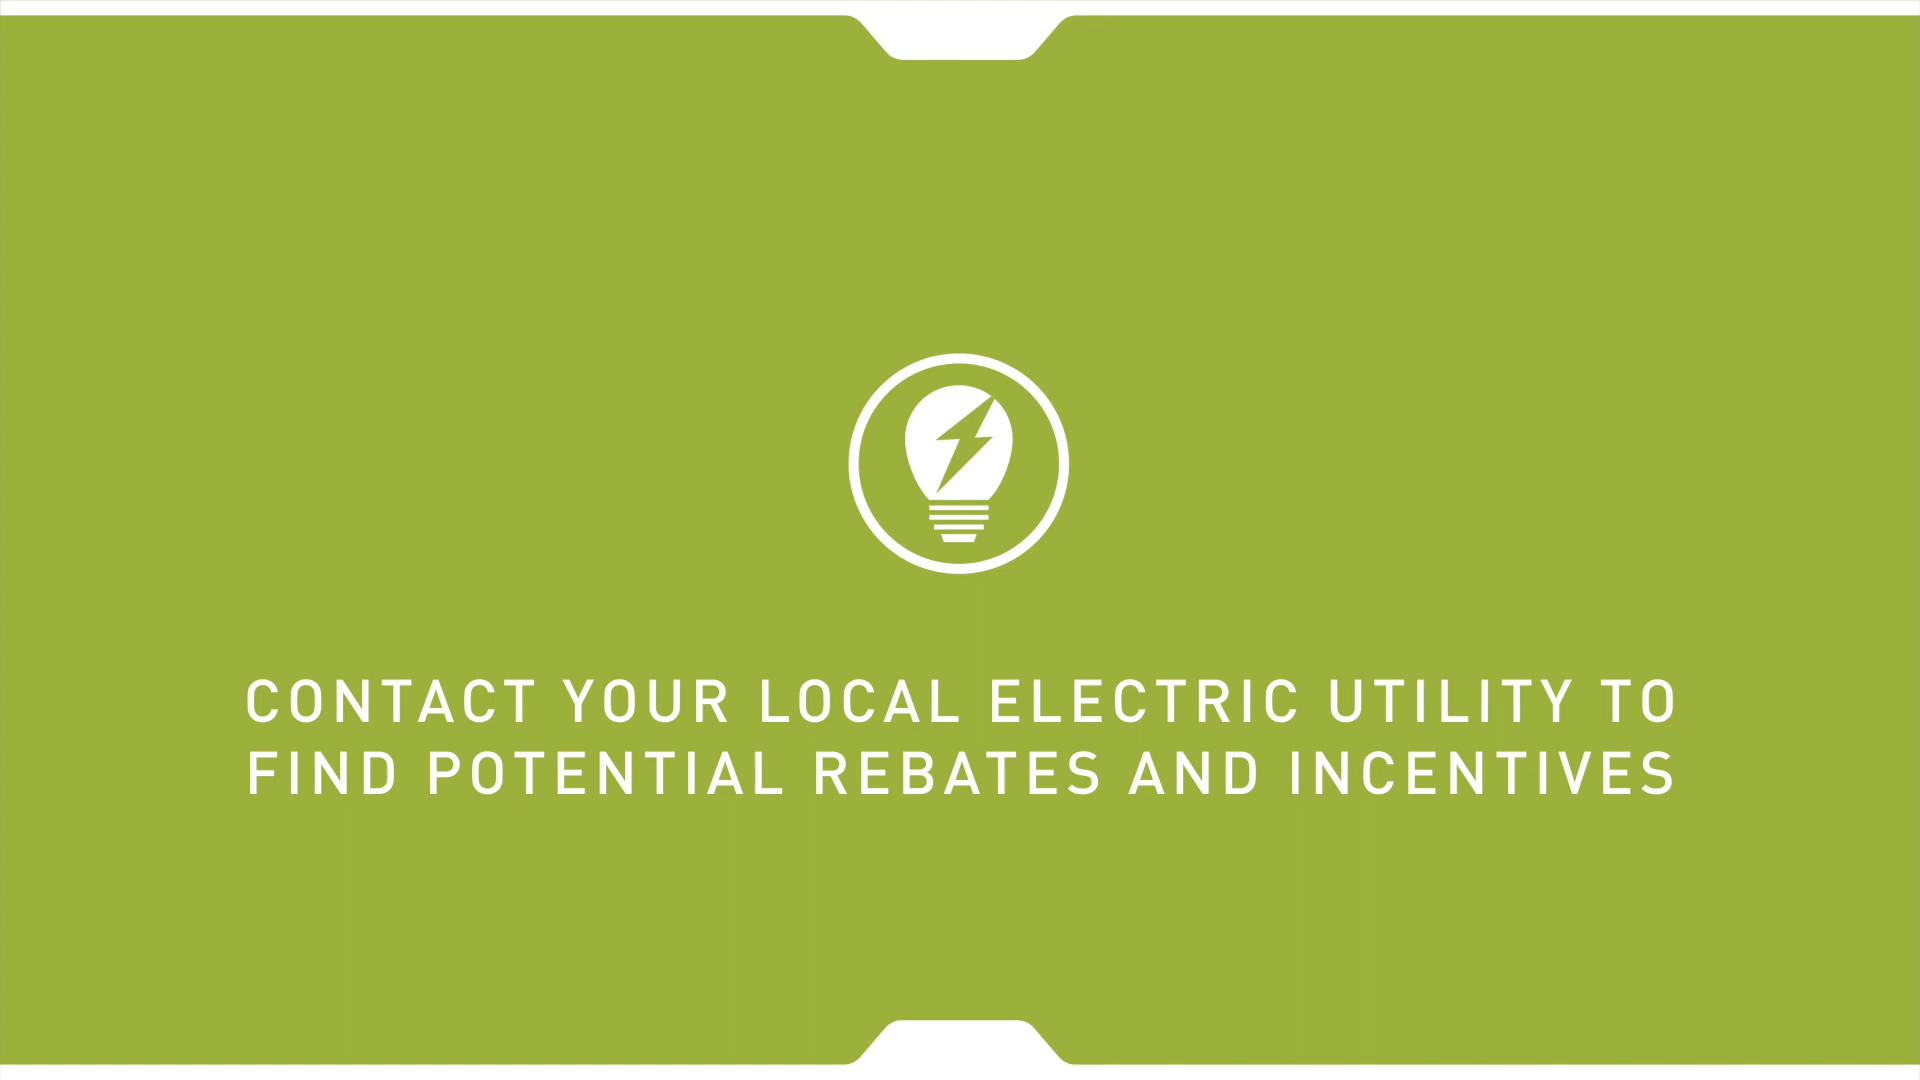 CONTACT YOUR LOCAL ELECTRIC UTILITY TO
FIND POTENTIAL REBATES AND INCENTIVES